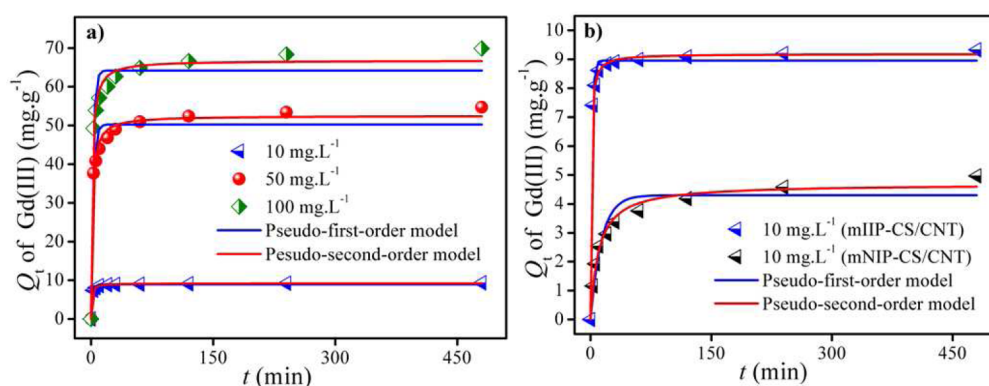 a)
Qt of Gd(III) (mg.g⁻¹)
70
60
50
40
30
20
10
0
10 mg.L⁻¹
50 mg.L⁻¹
100 mg.L⁻¹
Pseudo-first-order model
Pesudo-second-order model
0 150 300 450
t (min)
b)
Qt of Gd(III) (mg.g⁻¹)
10
9
8
7
6
5
4
3
2
1
0
10 mg.L⁻¹ (mIIP-CS/CNT)
10 mg.L⁻¹ (mNIP-CS/CNT)
Pseudo-first-order model
Pseudo-second-order model
0 150 300 450
t (min)